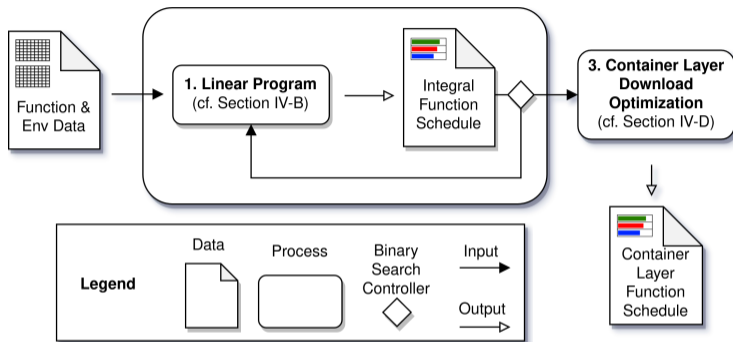 Function &
Env Data
1. Linear Program
(cf. Section IV-B)
Integral
Function
Schedule
3. Container Layer
Download
Optimization
(cf. Section IV-D)
Container
Layer
Function
Schedule
Legend
Data
Process
Binary
Search
Controller
Input
Output